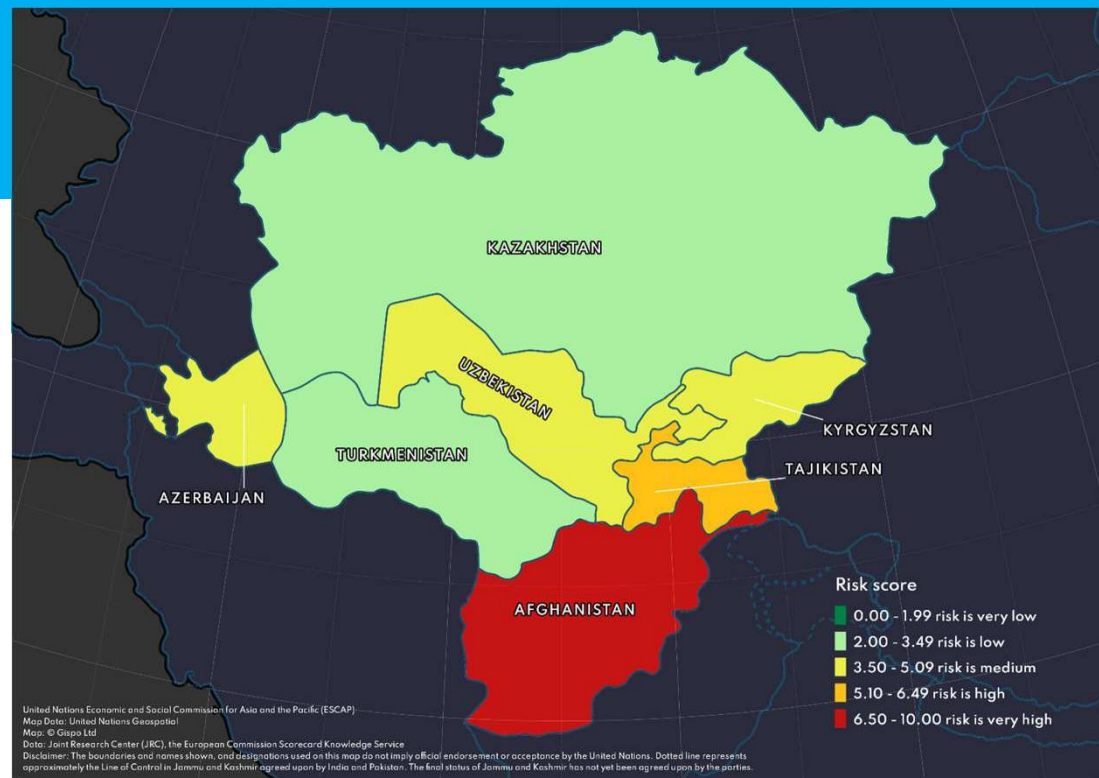 KAZAKHSTAN
UZBEKISTAN
KYRGYZSTAN
TURKMENISTAN
TAJIKISTAN
AZERBAIJAN
AFGHANISTAN
Risk score
0.00 - 1.99 risk is very low
2.00 - 3.49 risk is low
3.50 - 5.09 risk is medium
5.10 - 6.49 risk is high
6.50 - 10.00 risk is very high
United Nations Economic and Social Commission for Asia and the Pacific (ESCAP)
Map Data: United Nations Geospatial
Map: © Gispo Ltd
Data: Joint Research Center (JRC), the European Commission Scorecard Knowledge Service
Disclaimer: The boundaries and names shown, and designations used on this map do not imply official endorsement or acceptance by the United Nations. Dotted line represents
approximately the Line of Control in Jammu and Kashmir agreed upon by India and Pakistan. The final status of Jammu and Kashmir has not yet been agreed upon by the parties.